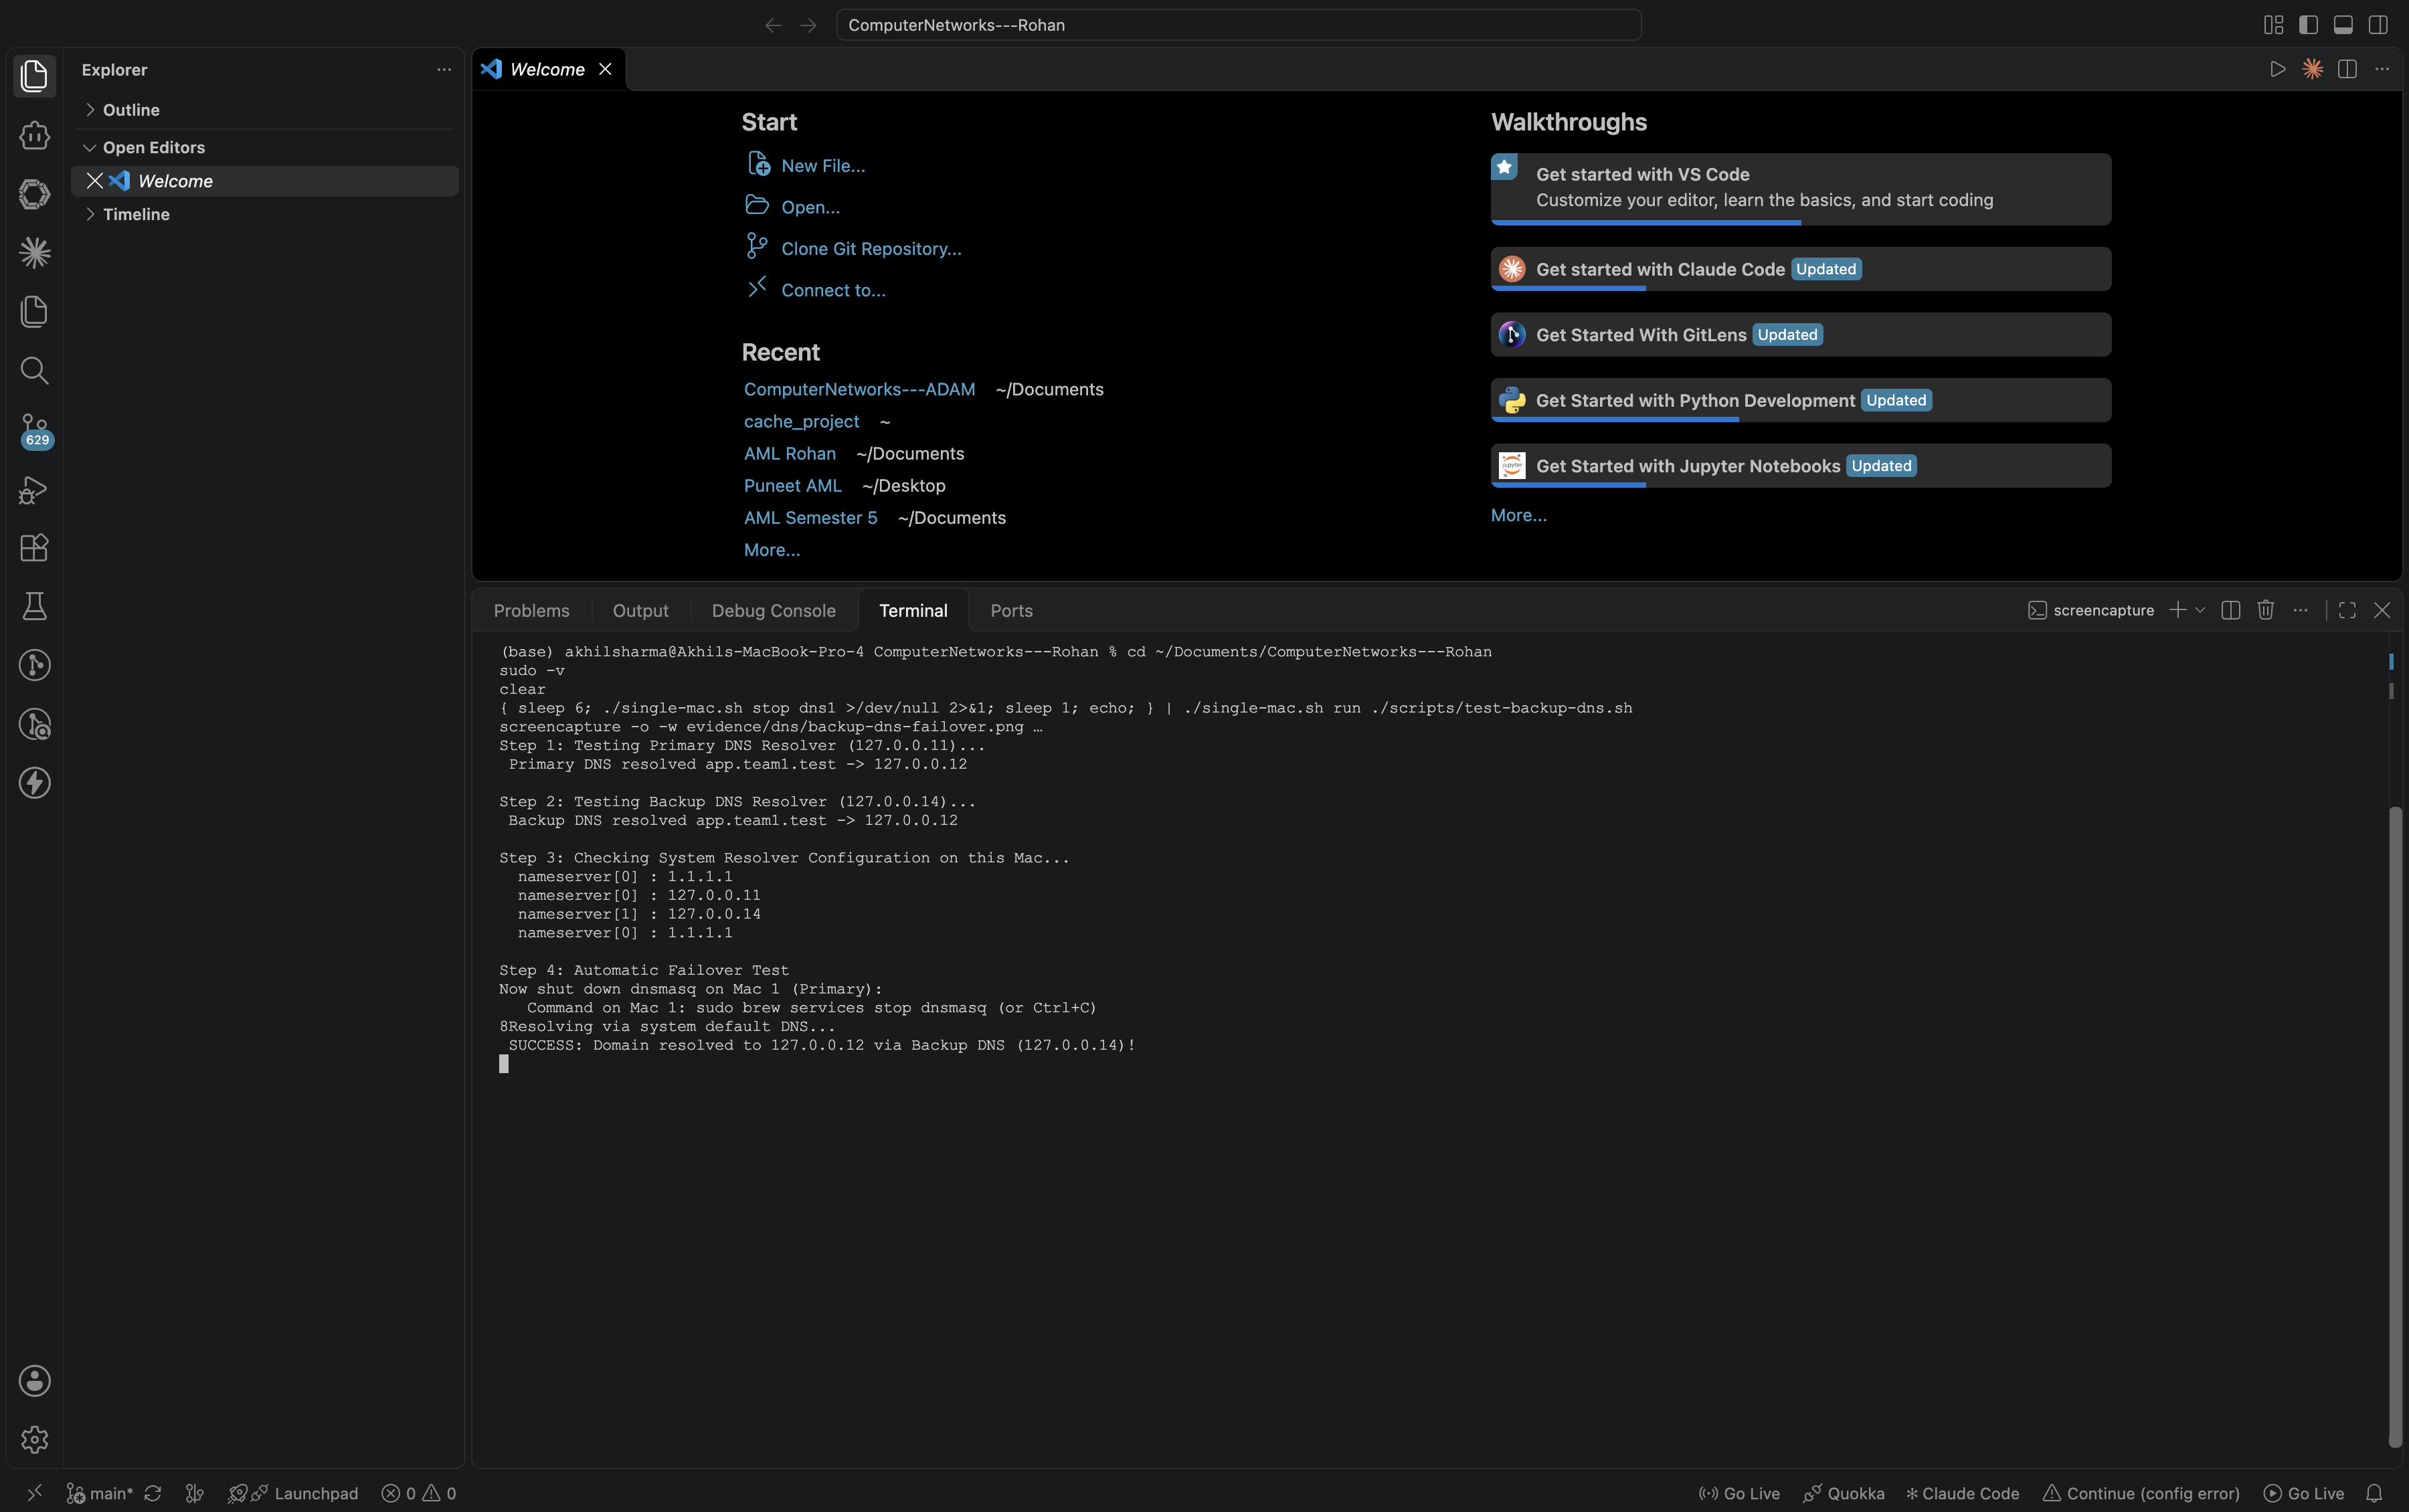 ComputerNetworks---Rohan
Explorer
Outline
Open Editors
Welcome
Timeline
629
Welcome
Start
New File...
Open...
Clone Git Repository...
Connect to...
Recent
ComputerNetworks---ADAM ~/Documents
cache_project ~
AML Rohan ~/Documents
Puneet AML ~/Desktop
AML Semester 5 ~/Documents
More...
Walkthroughs
Get started with VS Code
Customize your editor, learn the basics, and start coding
Get started with Claude Code Updated
Get Started With GitLens Updated
Get Started with Python Development Updated
jupyter
Get Started with Jupyter Notebooks Updated
More...
Problems Output Debug Console Terminal Ports
screencapture
(base) akhilsharma@Akhils-MacBook-Pro-4 ComputerNetworks---Rohan % cd ~/Documents/ComputerNetworks---Rohan
sudo -v
clear
{ sleep 6; ./single-mac.sh stop dns1 >/dev/null 2>&1; sleep 1; echo; } | ./single-mac.sh run ./scripts/test-backup-dns.sh
screencapture -o -w evidence/dns/backup-dns-failover.png …
Step 1: Testing Primary DNS Resolver (127.0.0.11)...
Primary DNS resolved app.team1.test -> 127.0.0.12
Step 2: Testing Backup DNS Resolver (127.0.0.14)...
Backup DNS resolved app.team1.test -> 127.0.0.12
Step 3: Checking System Resolver Configuration on this Mac...
nameserver[0] : 1.1.1.1
nameserver[0] : 127.0.0.11
nameserver[1] : 127.0.0.14
nameserver[0] : 1.1.1.1
Step 4: Automatic Failover Test
Now shut down dnsmasq on Mac 1 (Primary):
Command on Mac 1: sudo brew services stop dnsmasq (or Ctrl+C)
8Resolving via system default DNS...
SUCCESS: Domain resolved to 127.0.0.12 via Backup DNS (127.0.0.14)!
main* Launchpad 0 0 Go Live Quokka Claude Code Continue (config error) Go Live